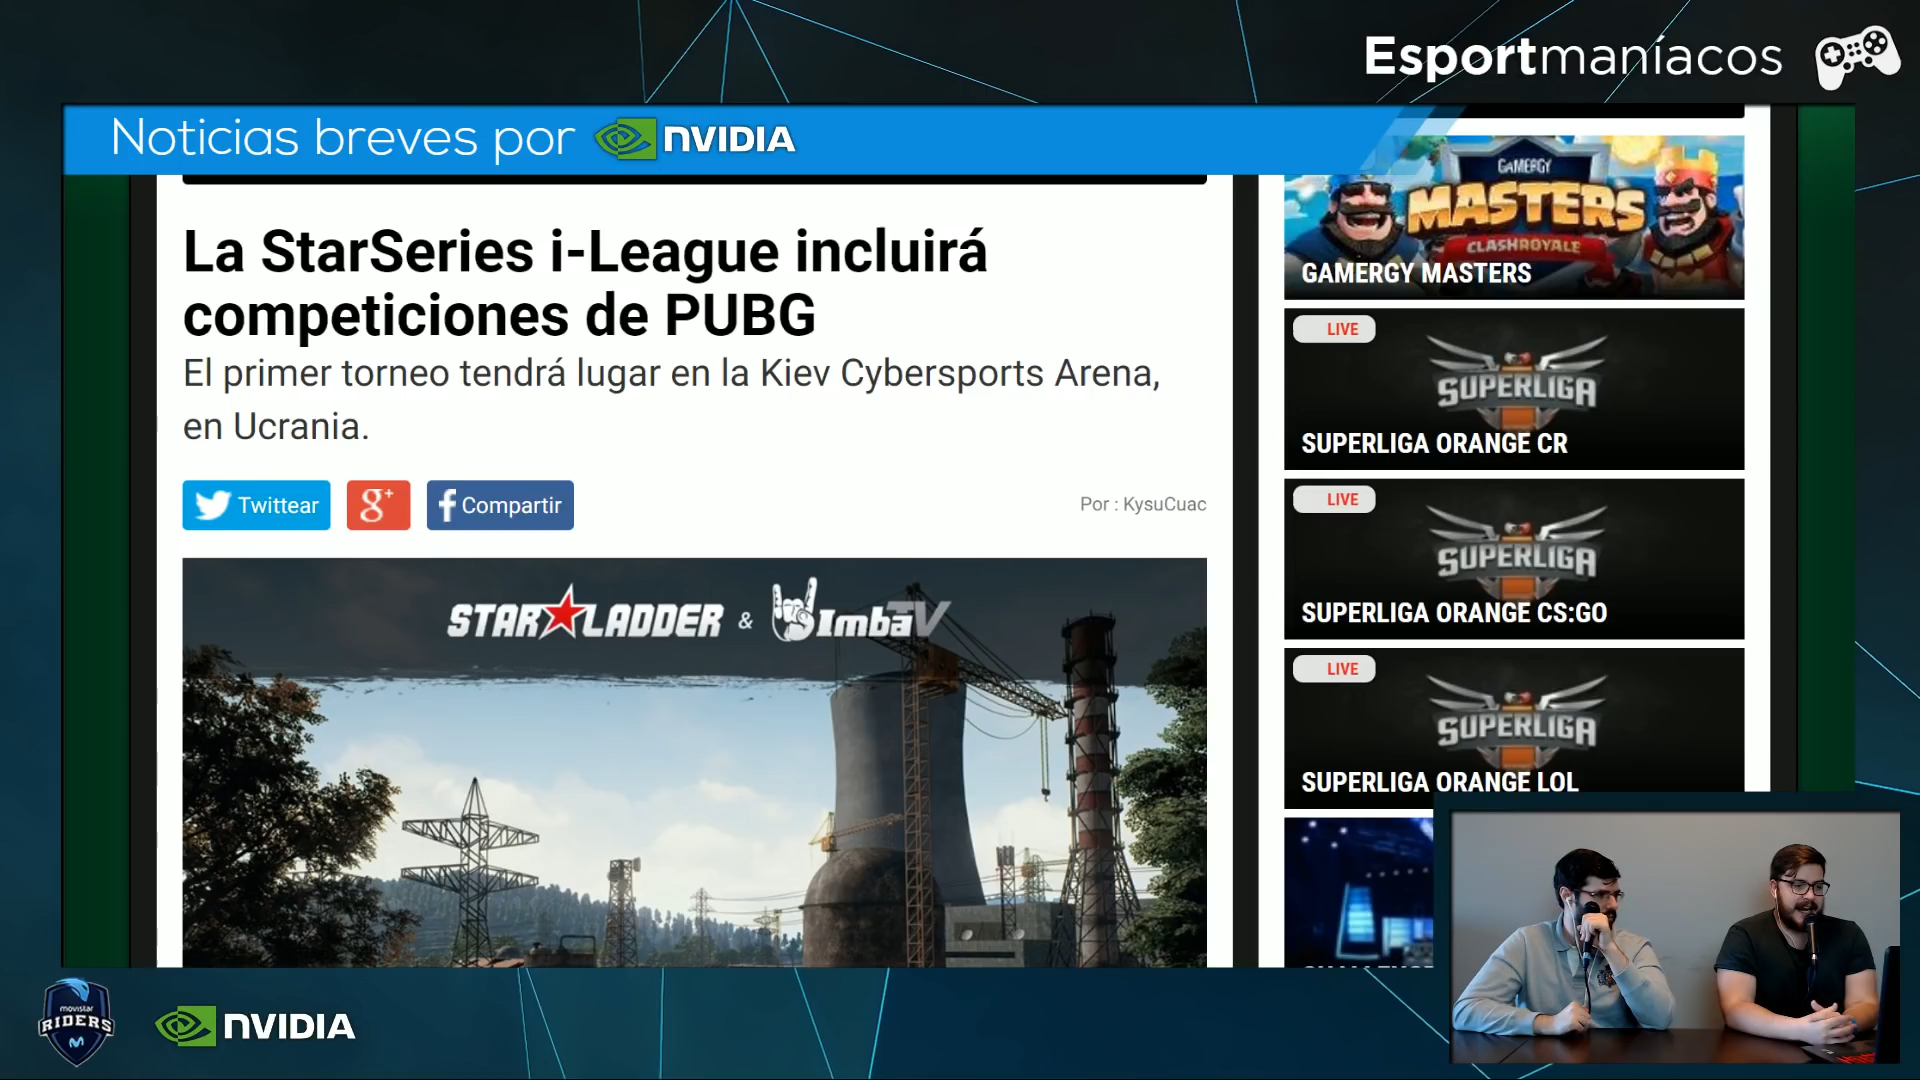 Esportmaníacos
Noticias breves por NVIDIA
La StarSeries i-League incluirá
competiciones de PUBG
El primer torneo tendrá lugar en la Kiev Cybersports Arena,
en Ucrania.
Twittear
g+
Compartir
Por : KysuCuac
STARLADDER & ImbaTV
GAMERGY
MASTERS
CLASH ROYALE
GAMERGY MASTERS
LIVE
SUPERLIGA
SUPERLIGA ORANGE CR
LIVE
SUPERLIGA
SUPERLIGA ORANGE CS:GO
LIVE
SUPERLIGA
SUPERLIGA ORANGE LOL
movistar
RIDERS
NVIDIA